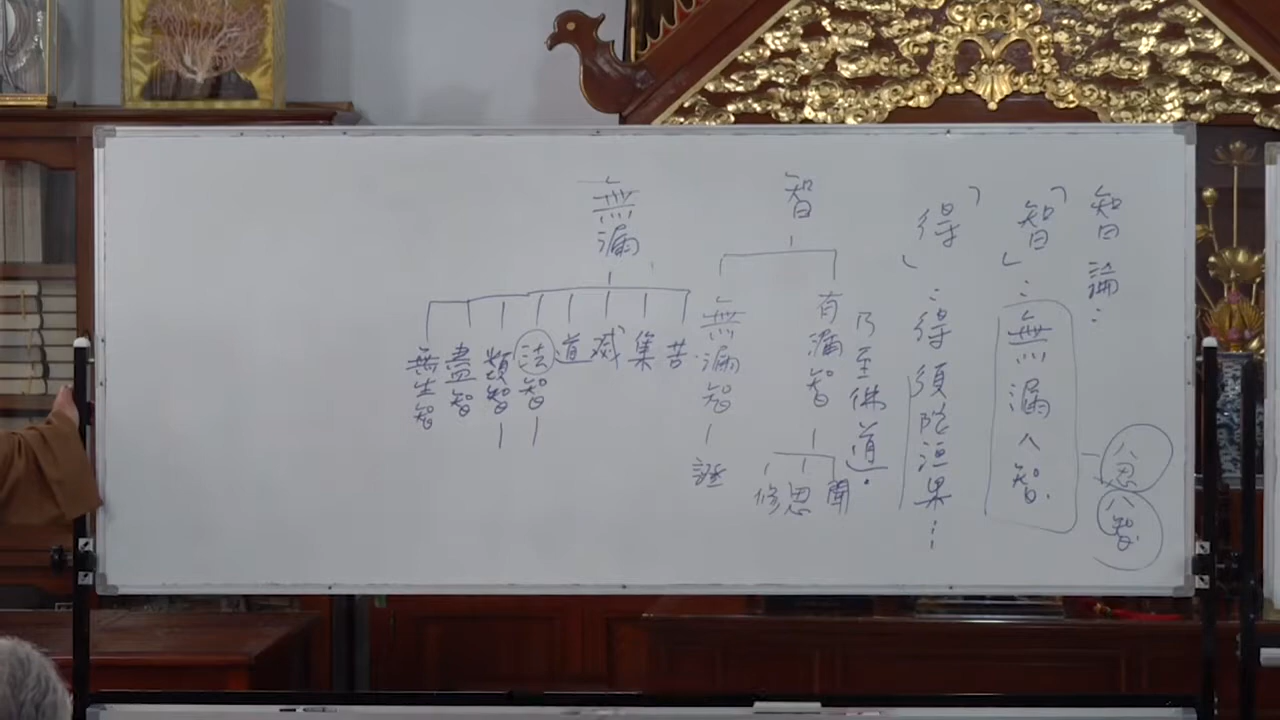 智論：
「智」：無漏八智.
八忍
八智
「得」：得須陀洹果…
乃至佛道.
智
有漏智
聞
思
修
無漏智
證
無漏
苦
集
滅
道
法智
類智
盡智
無生智